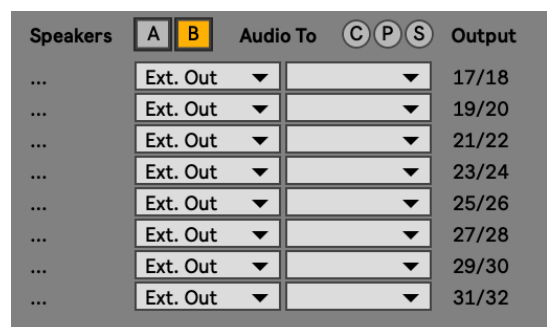 Speakers A B Audio To C P S Output
... Ext. Out 17/18
... Ext. Out 19/20
... Ext. Out 21/22
... Ext. Out 23/24
... Ext. Out 25/26
... Ext. Out 27/28
... Ext. Out 29/30
... Ext. Out 31/32